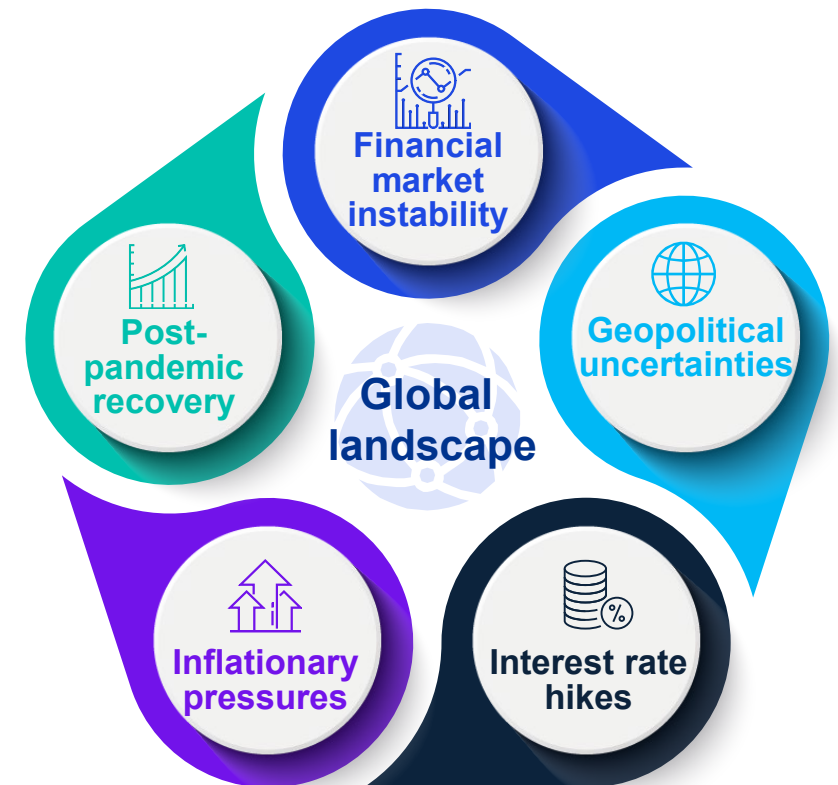 Financial
market
instability
Geopolitical
uncertainties
Post-
pandemic
recovery
Global
landscape
Inflationary
pressures
Interest rate
hikes
%